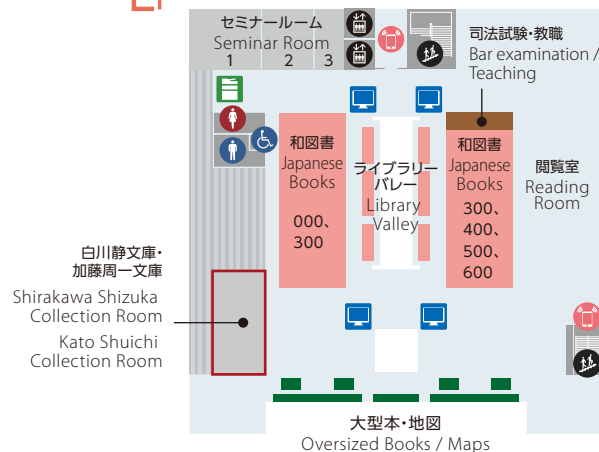 セミナールーム
Seminar Room
1 2 3
司法試験・教職
Bar examination /
Teaching
和図書
Japanese
Books
000、
300
ライブラリー
バレー
Library
Valley
和図書
Japanese
Books
300、
400、
500、
600
閲覧室
Reading
Room
白川静文庫・
加藤周一文庫
Shirakawa Shizuka
Collection Room
Kato Shuichi
Collection Room
大型本・地図
Oversized Books / Maps